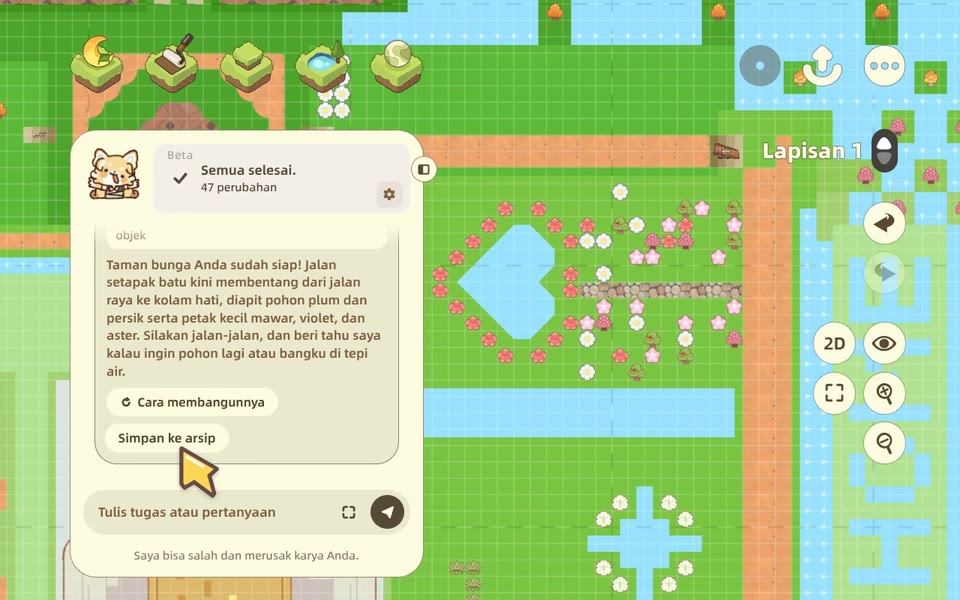 Beta
Semua selesai.
47 perubahan
objek
Taman bunga Anda sudah siap! Jalan
setapak batu kini membentang dari jalan
raya ke kolam hati, diapit pohon plum dan
persik serta petak kecil mawar, violet, dan
aster. Silakan jalan-jalan, dan beri tahu saya
kalau ingin pohon lagi atau bangku di tepi
air.
Cara membangunnya
Simpan ke arsip
Tulis tugas atau pertanyaan
Saya bisa salah dan merusak karya Anda.
Lapisan 1
2D